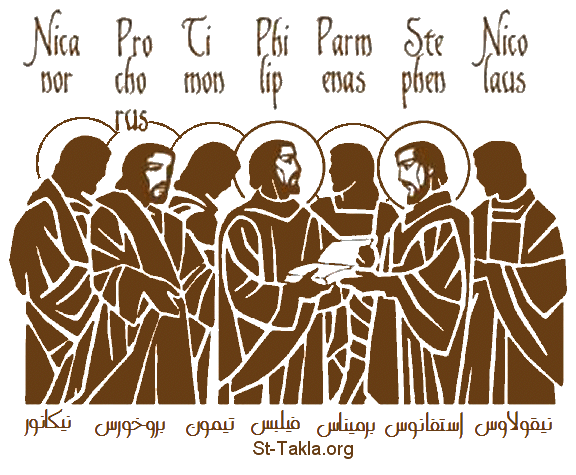 Nica Pro Ti Phi Parm Ste Nico
nor cho mon lip enas phen laus
rus
نيقولاوس إستفانوس برميناس فيلبس تيمون بروخورس نيكانور
St-Takla.org